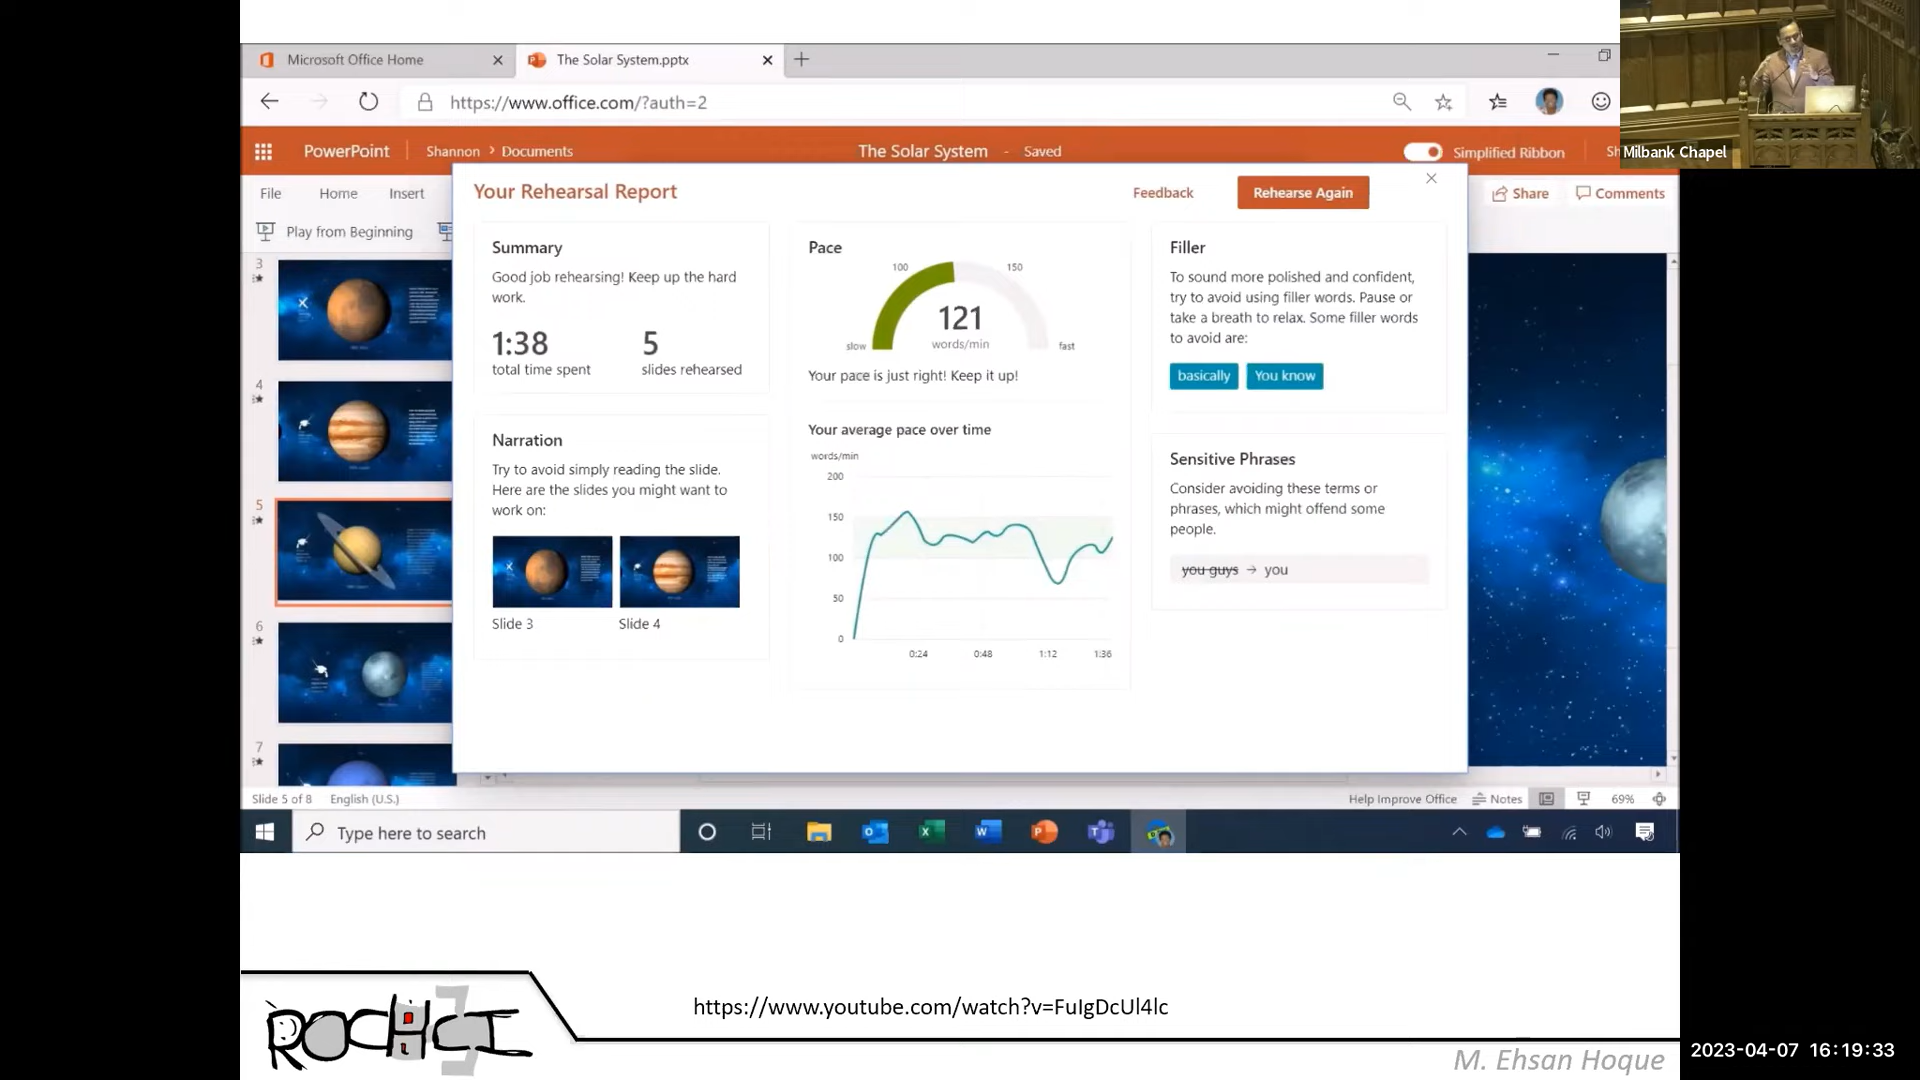 Microsoft Office Home
The Solar System.pptx
https://www.office.com/?auth=2
Milbank Chapel
PowerPoint
Shannon > Documents
The Solar System - Saved
Simplified Ribbon
Sh
File
Home
Insert
Share
Comments
Play from Beginning
Your Rehearsal Report
Feedback
Rehearse Again
Summary
Good job rehearsing! Keep up the hard
work.
1:38
total time spent
5
slides rehearsed
Narration
Try to avoid simply reading the slide.
Here are the slides you might want to
work on:
Slide 3
Slide 4
Pace
100
150
121
words/min
slow
fast
Your pace is just right! Keep it up!
Your average pace over time
words/min
200
150
100
50
0
0:24
0:48
1:12
1:36
Filler
To sound more polished and confident,
try to avoid using filler words. Pause or
take a breath to relax. Some filler words
to avoid are:
basically
You know
Sensitive Phrases
Consider avoiding these terms or
phrases, which might offend some
people.
you guys → you
3
4
5
6
7
Slide 5 of 8
English (U.S.)
Help Improve Office
Notes
69%
Type here to search
ROCHCI
https://www.youtube.com/watch?v=FuIgDcUl4lc
M. Ehsan Hoque
2023-04-07 16:19:33